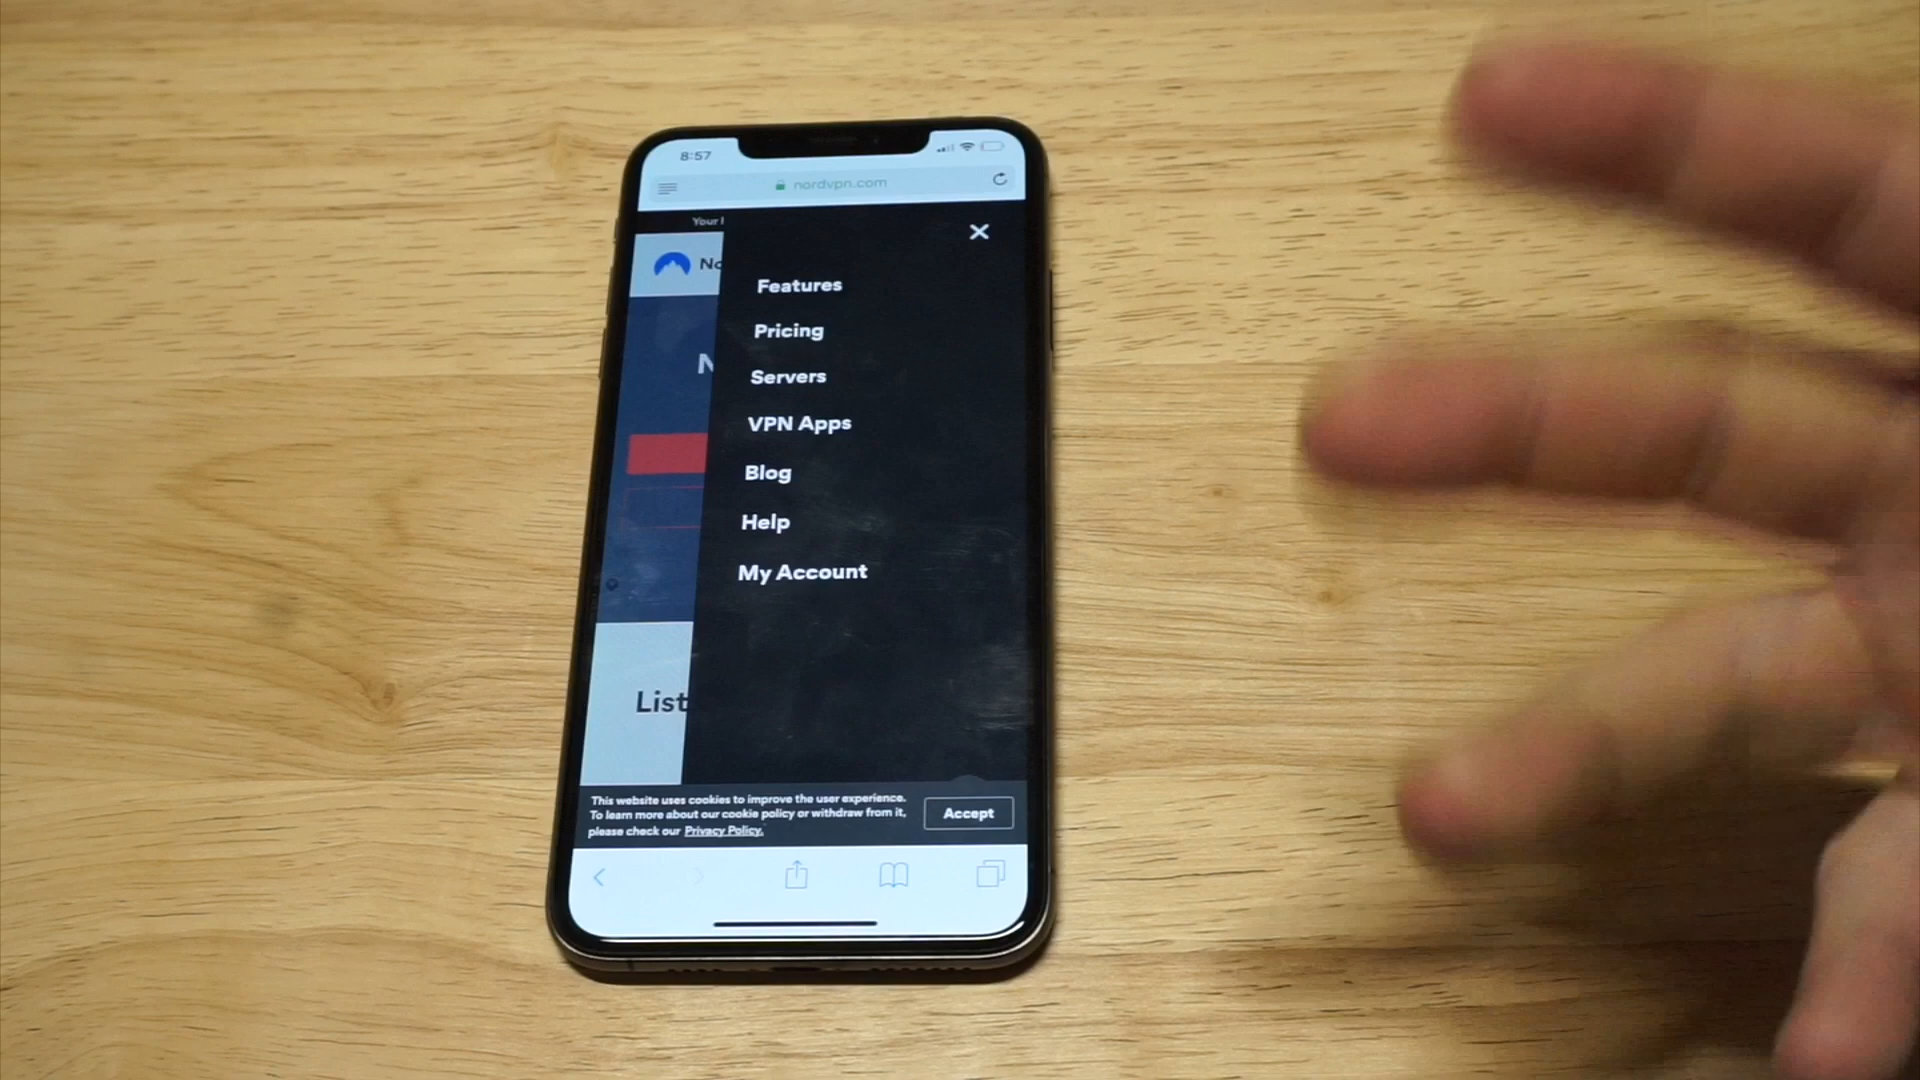 8:57
nordvpn.com
Your
Features
Pricing
Servers
VPN Apps
Blog
Help
My Account
List
This website uses cookies to improve the user experience.
To learn more about our cookie policy or withdraw from it,
please check our Privacy Policy.
Accept